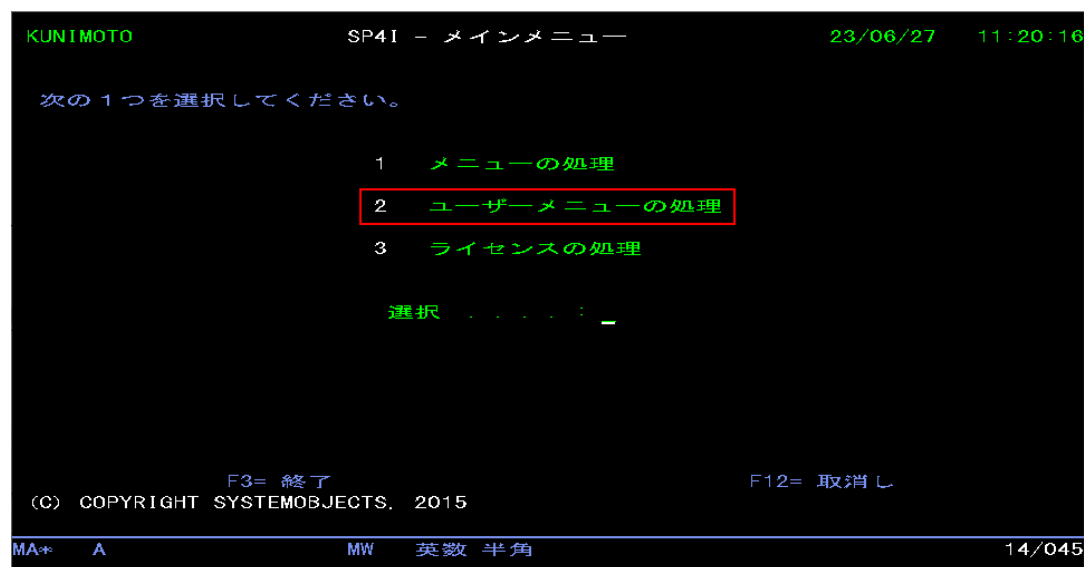 KUNIMOTO SP4I - メインメニュー 23/06/27 11:20:16
次の1つを選択してください。
1 メニューの処理
2 ユーザーメニューの処理
3 ライセンスの処理
選択 . . . . : _
F3= 終了 F12= 取消し
(C) COPYRIGHT SYSTEMOBJECTS, 2015
MA* A MW 英数 半角 14/045